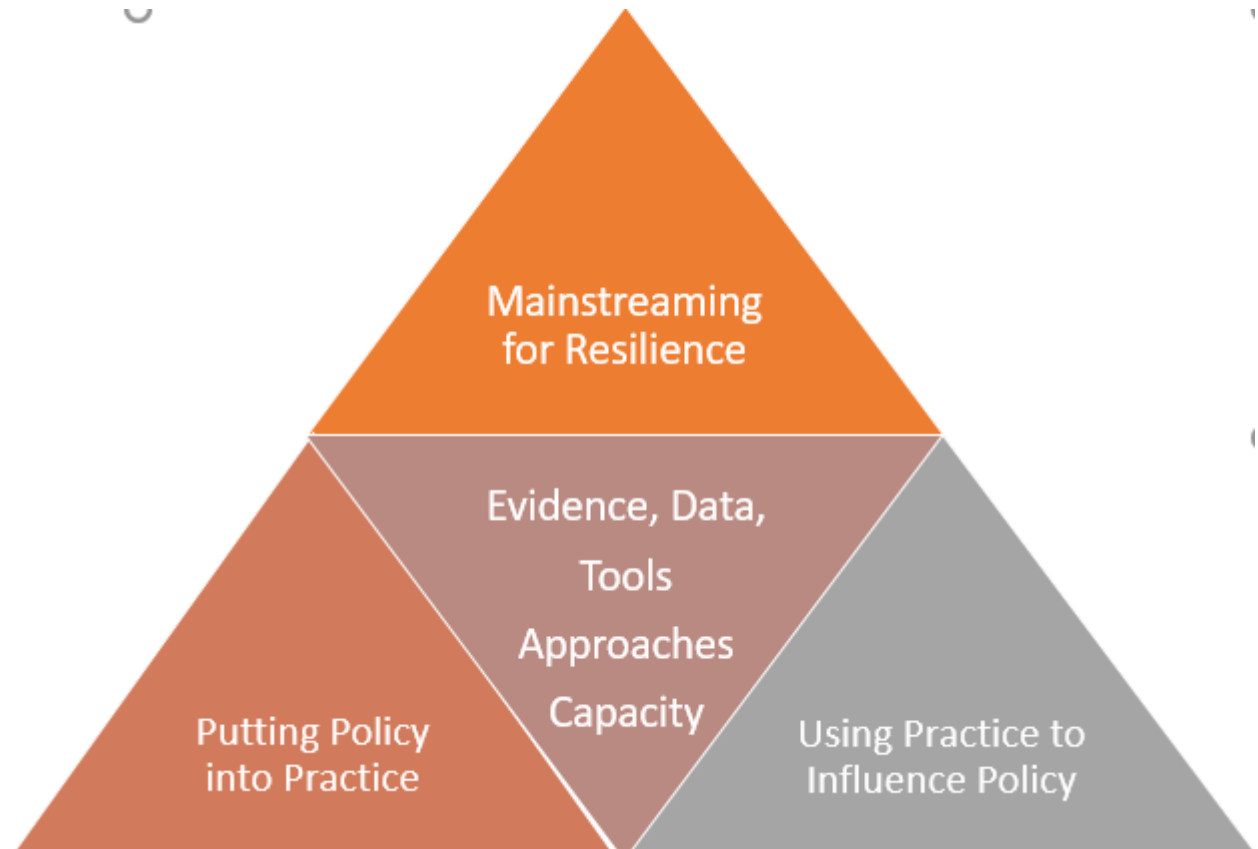 Mainstreaming
for Resilience
Evidence, Data,
Tools
Approaches
Capacity
Putting Policy
into Practice
Using Practice to
Influence Policy